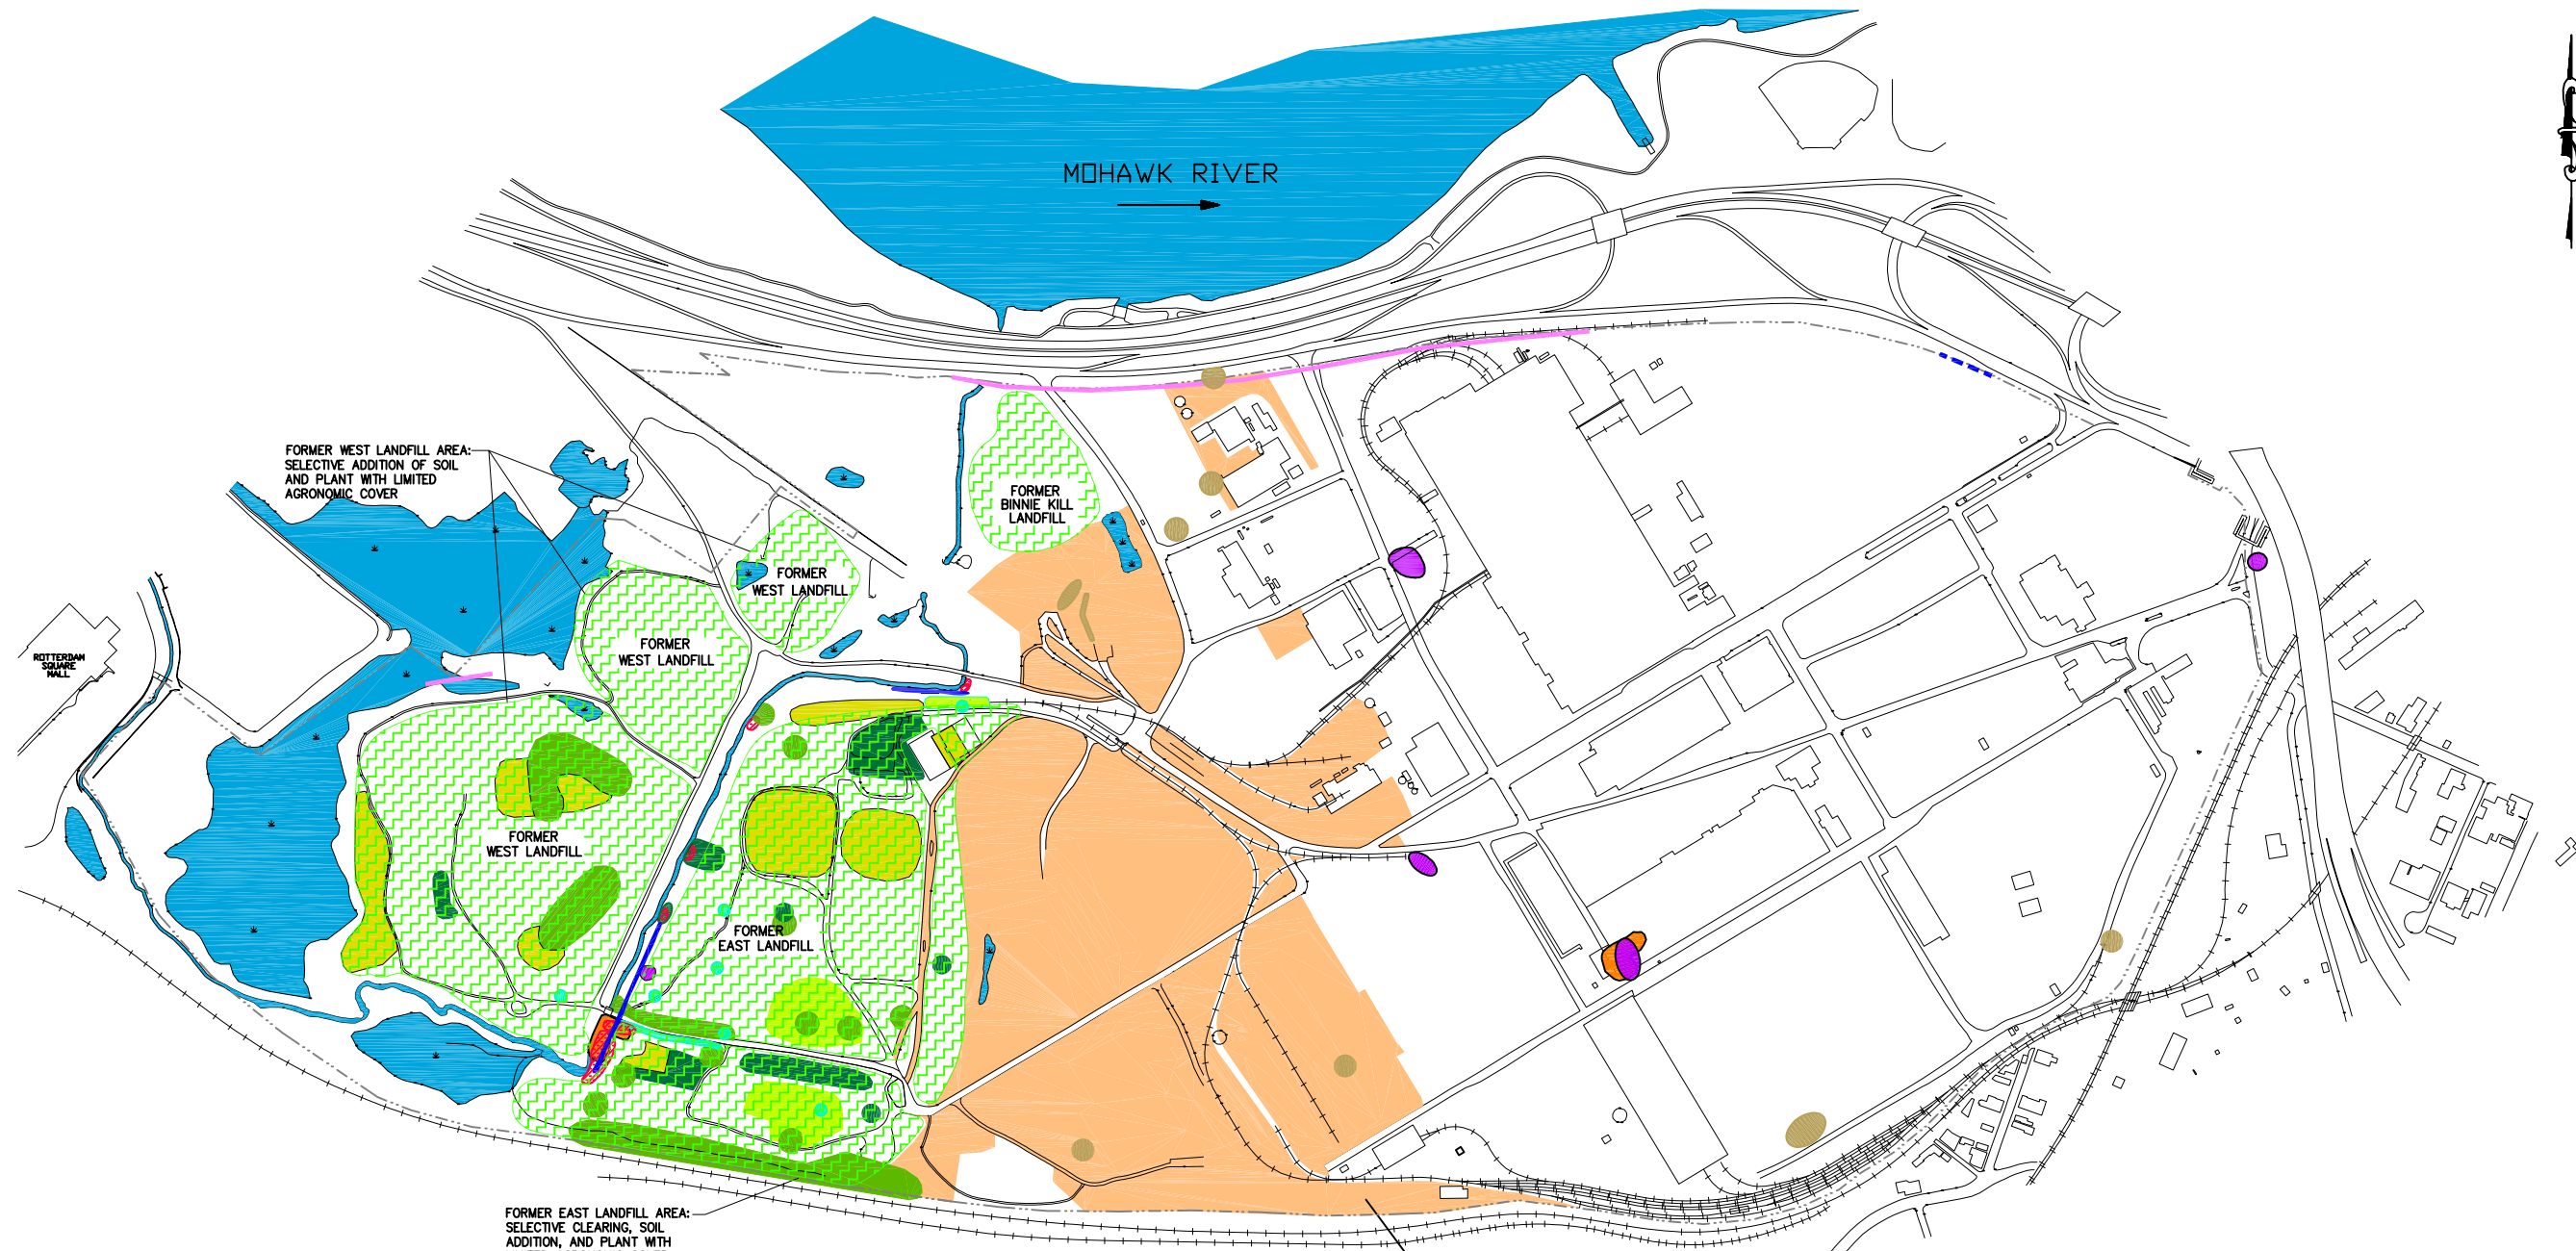 MOHAWK RIVER
FORMER WEST LANDFILL AREA:
SELECTIVE ADDITION OF SOIL
AND PLANT WITH LIMITED
AGRONOMIC COVER
FORMER
BINNIE KILL
LANDFILL
FORMER
WEST LANDFILL
FORMER
WEST LANDFILL
ROTTERDAM
SQUARE
MALL
FORMER
WEST LANDFILL
FORMER
EAST LANDFILL
FORMER EAST LANDFILL AREA:
SELECTIVE CLEARING, SOIL
ADDITION, AND PLANT WITH